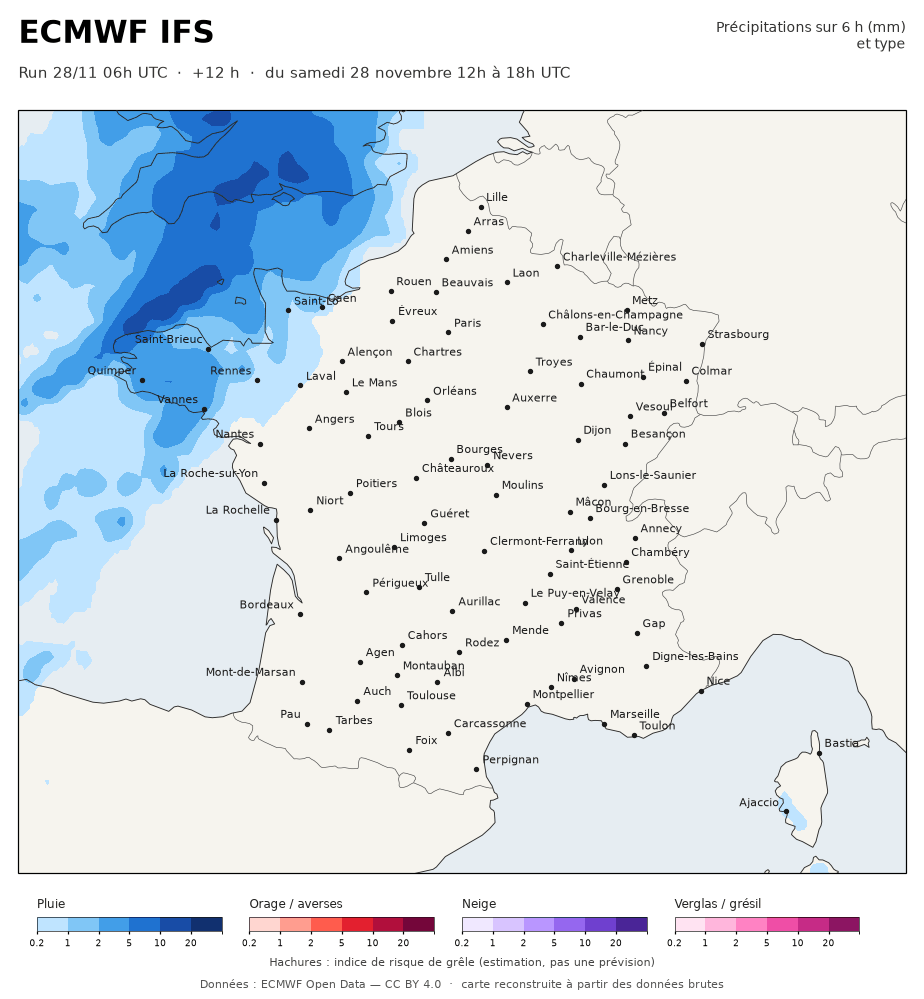 ECMWF IFS
Précipitations sur 6 h (mm)
et type
Run 28/11 06h UTC · +12 h · du samedi 28 novembre 12h à 18h UTC
Lille
Arras
Amiens
Charleville-Mézières
Laon
Rouen
Beauvais
Saint-Lô
Caen
Metz
Évreux
Châlons-en-Champagne
Paris
Bar-le-Duc
Nancy
Strasbourg
Saint-Brieuc
Alençon
Chartres
Troyes
Épinal
Quimper
Rennes
Laval
Le Mans
Chaumont
Colmar
Vannes
Orléans
Auxerre
Vesoul
Belfort
Angers
Blois
Tours
Nantes
Dijon
Besançon
Bourges
Nevers
La Roche-sur-Yon
Châteauroux
Lons-le-Saunier
Poitiers
Moulins
Niort
Mâcon
La Rochelle
Bourg-en-Bresse
Guéret
Annecy
Limoges
Clermont-Ferrand
Lyon
Angoulême
Chambéry
Saint-Étienne
Périgueux
Tulle
Grenoble
Le Puy-en-Velay
Valence
Bordeaux
Aurillac
Privas
Cahors
Mende
Gap
Rodez
Agen
Digne-les-Bains
Mont-de-Marsan
Montauban
Albi
Nîmes
Avignon
Nice
Auch
Toulouse
Montpellier
Pau
Tarbes
Carcassonne
Marseille
Toulon
Foix
Bastia
Perpignan
Ajaccio
Pluie
0.2 1 2 5 10 20
Orage / averses
0.2 1 2 5 10 20
Neige
0.2 1 2 5 10 20
Verglas / grésil
0.2 1 2 5 10 20
Hachures : indice de risque de grêle (estimation, pas une prévision)
Données : ECMWF Open Data — CC BY 4.0 · carte reconstruite à partir des données brutes